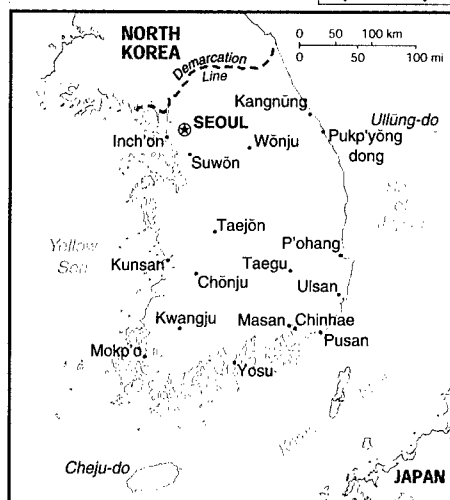 NORTH
KOREA
0 50 100 km
0 50 100 mi
Demarcation
Line
Kangnŭng
Ullŭng-do
SEOUL
Inch'on
Wŏnju
Pukp'yŏng
dong
Suwŏn
Taejŏn
Yellow
Sea
P'ohang
Kunsan
Taegu
Chŏnju
Ulsan
Kwangju
Masan
Chinhae
Pusan
Mokp'o
Yosu
Cheju-do
JAPAN